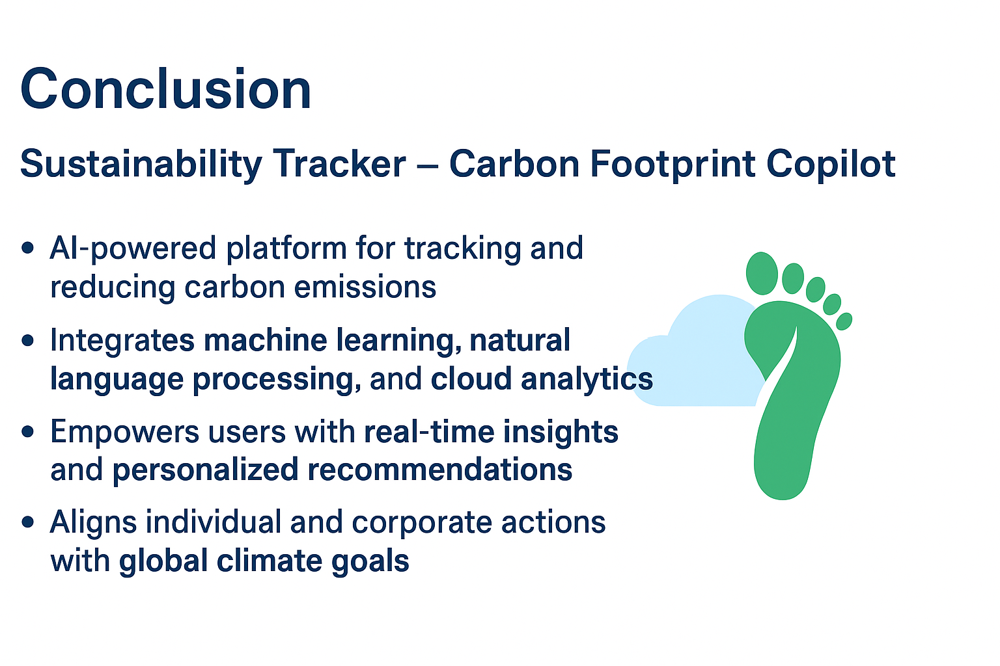 Conclusion
Sustainability Tracker – Carbon Footprint Copilot
• AI-powered platform for tracking and
reducing carbon emissions
• Integrates machine learning, natural
language processing, and cloud analytics
• Empowers users with real-time insights
and personalized recommendations
• Aligns individual and corporate actions
with global climate goals